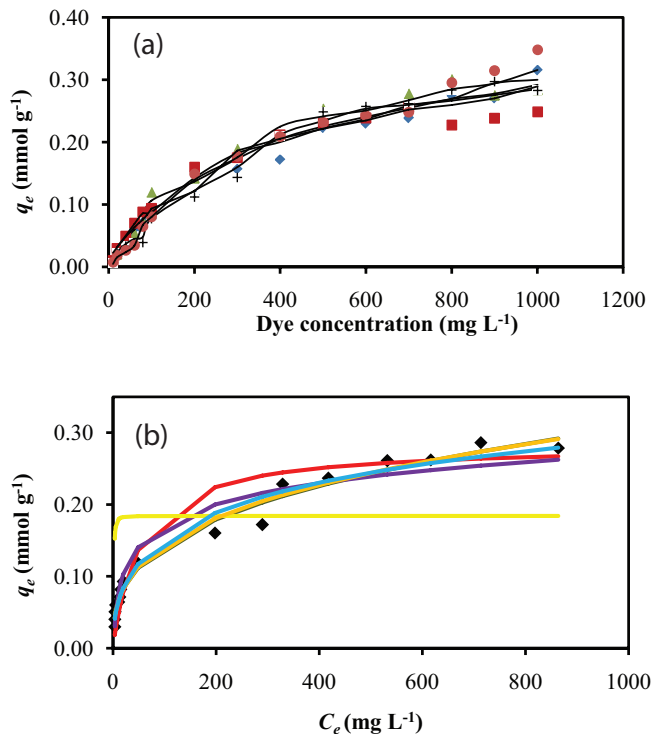 (a)
0.40
0.30
0.20
0.10
0.00
qₑ (mmol g⁻¹)
0 200 400 600 800 1000 1200
Dye concentration (mg L⁻¹)
(b)
0.30
0.20
0.10
0.00
qₑ (mmol g⁻¹)
0 200 400 600 800 1000
Cₑ (mg L⁻¹)